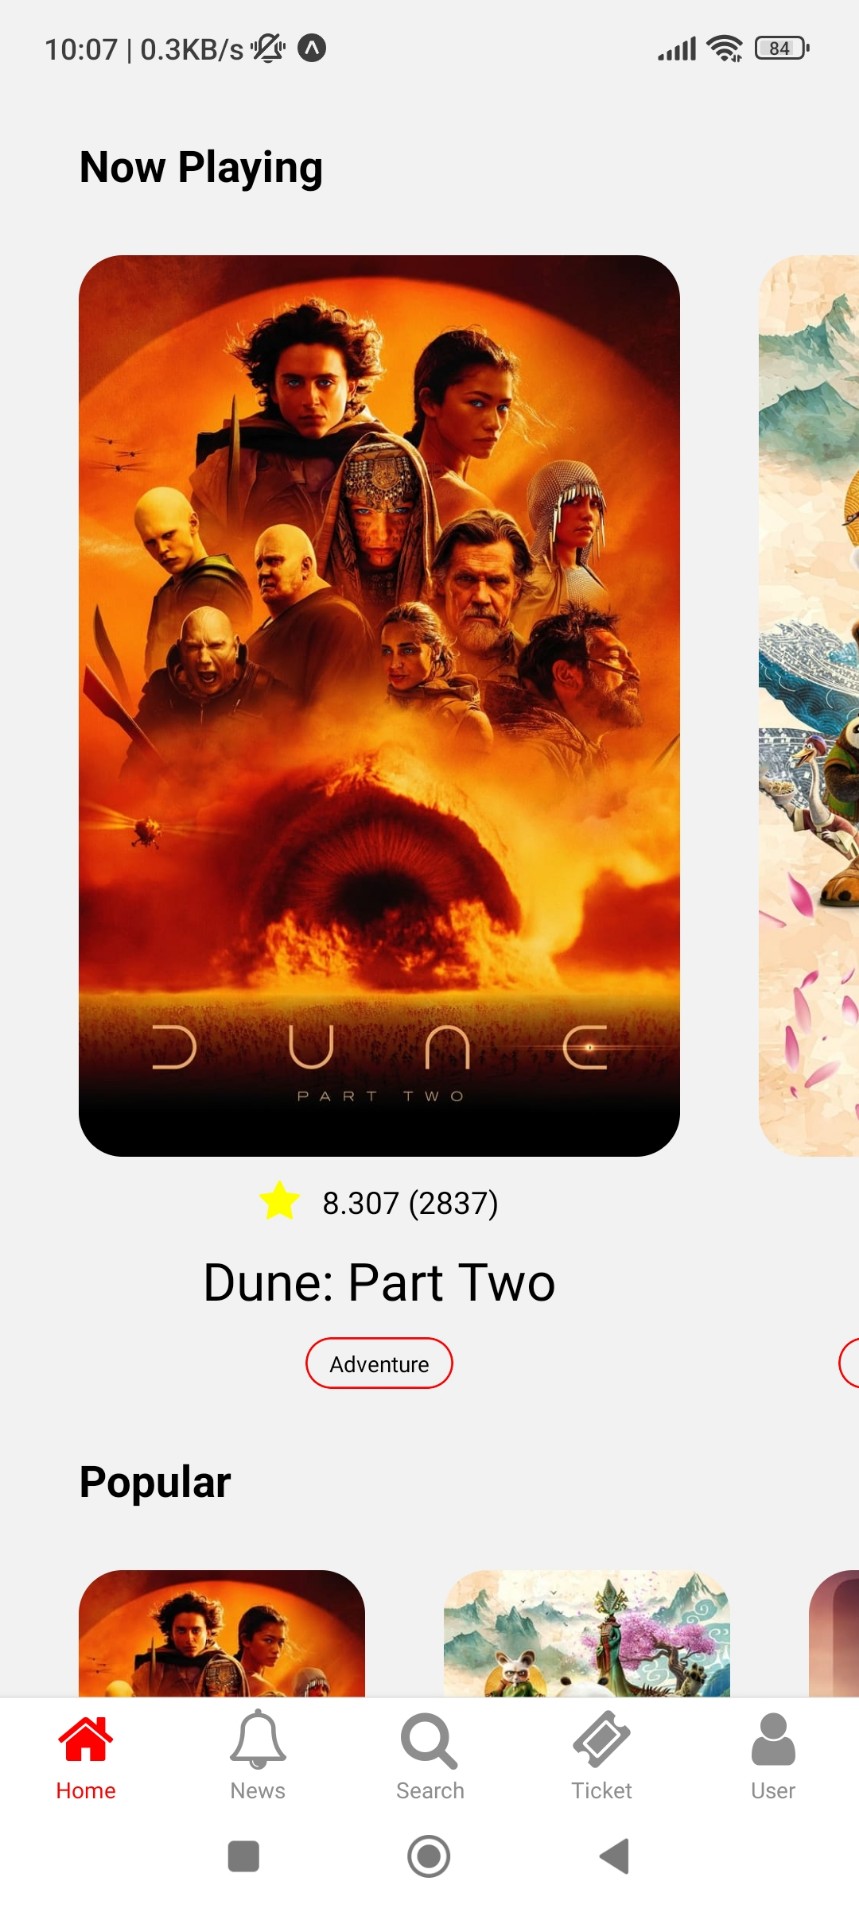 10:07 | 0.3KB/s
84
Now Playing
DUNE
PART TWO
8.307 (2837)
Dune: Part Two
Adventure
Popular
Home
News
Search
Ticket
User